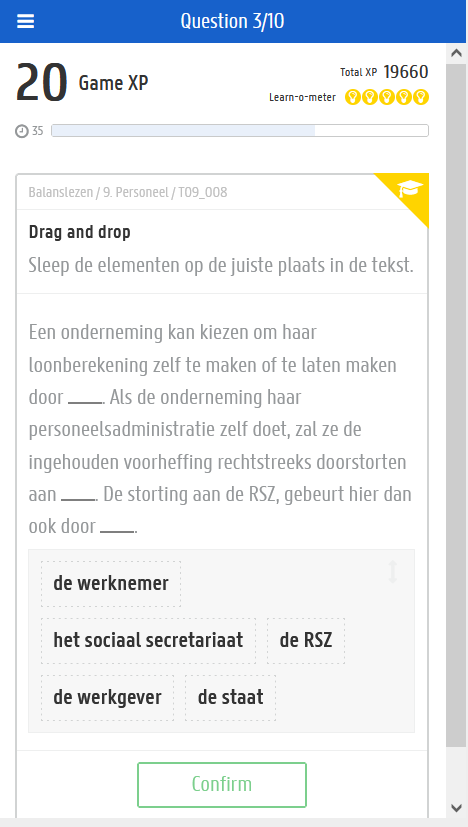 Question 3/10
20 Game XP
Total XP 19660
Learn-o-meter
35
Balanslezen / 9. Personeel / T09_008
Drag and drop
Sleep de elementen op de juiste plaats in de tekst.
Een onderneming kan kiezen om haar
loonberekening zelf te maken of te laten maken
door ____. Als de onderneming haar
personeelsadministratie zelf doet, zal ze de
ingehouden voorheffing rechtstreeks doorstorten
aan ____. De storting aan de RSZ, gebeurt hier dan
ook door ____.
de werknemer
het sociaal secretariaat de RSZ
de werkgever de staat
Confirm